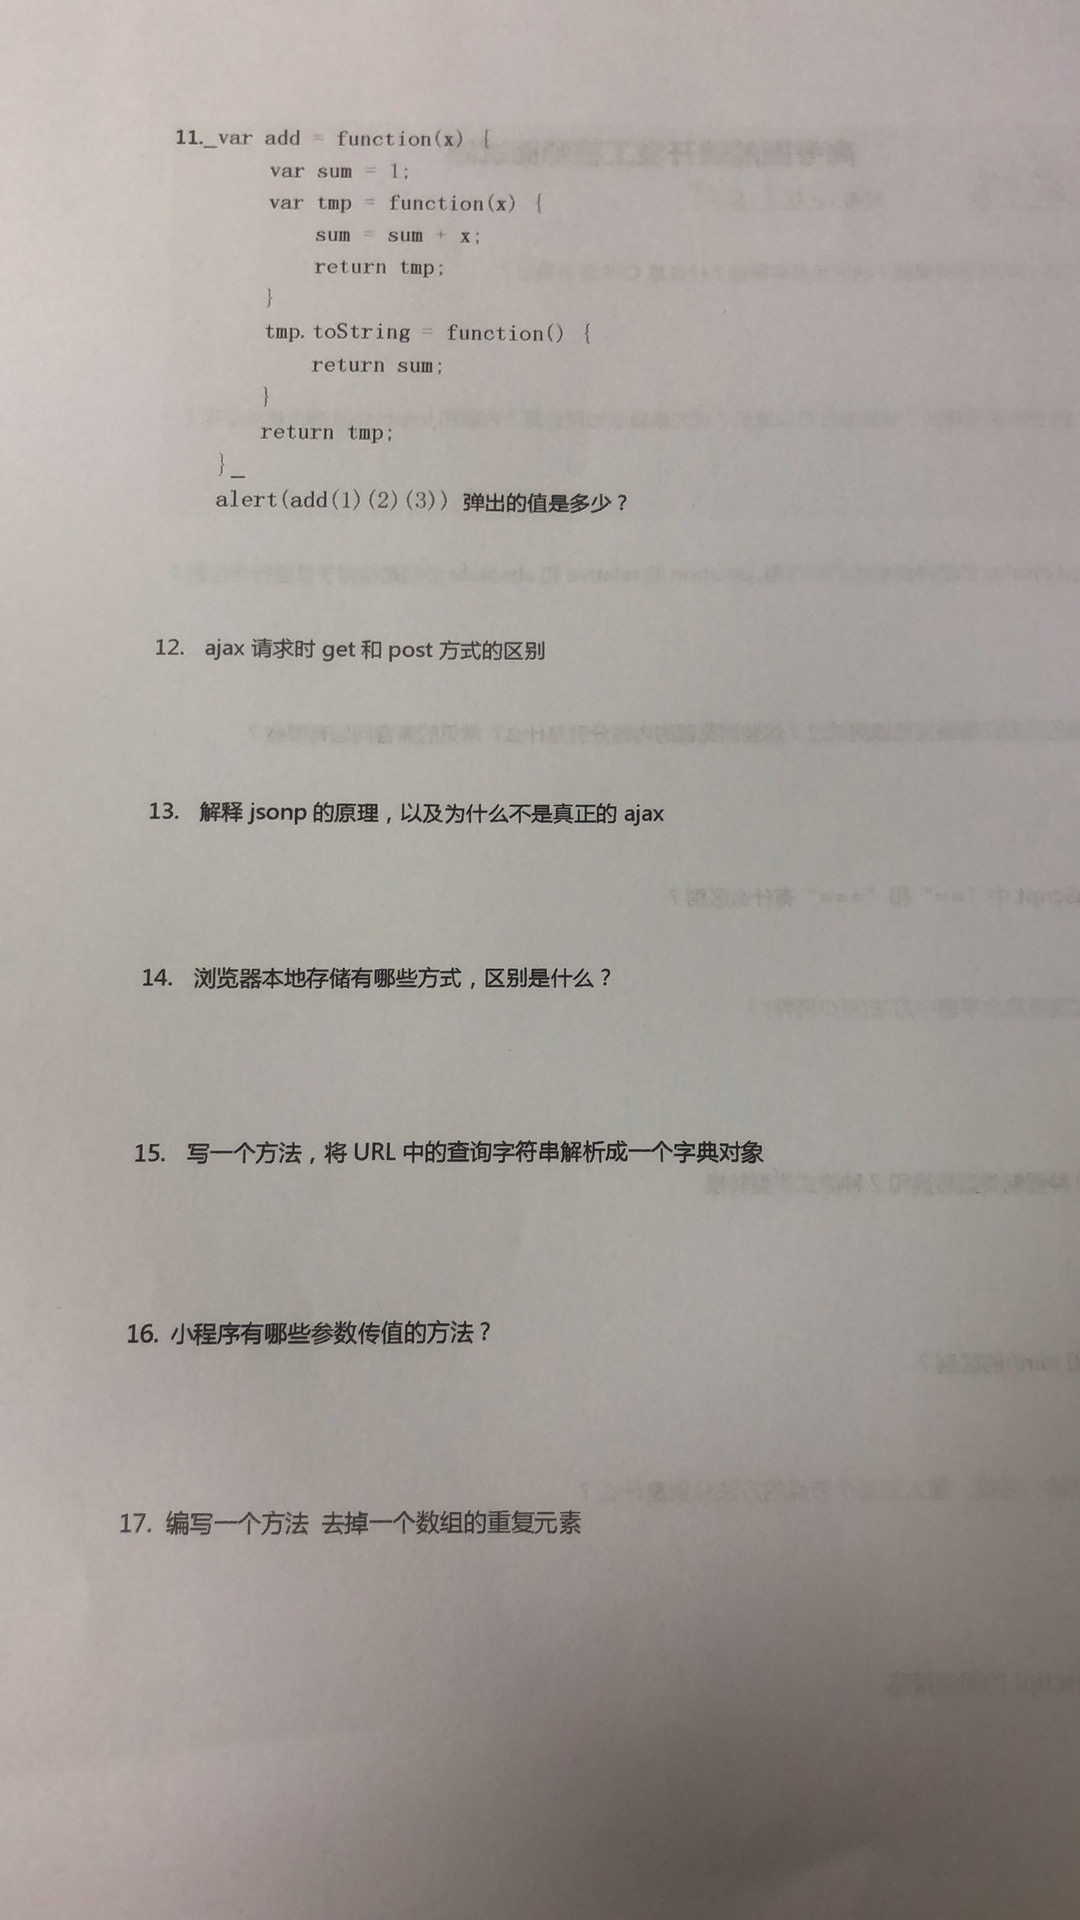 11._var add = function(x) {
var sum = 1;
var tmp = function(x) {
sum = sum + x;
return tmp;
}
tmp.toString = function() {
return sum;
}
return tmp;
}_
alert(add(1)(2)(3)) 弹出的值是多少？
12. ajax 请求时 get 和 post 方式的区别
13. 解释 jsonp 的原理，以及为什么不是真正的 ajax
14. 浏览器本地存储有哪些方式，区别是什么？
15. 写一个方法，将 URL 中的查询字符串解析成一个字典对象
16. 小程序有哪些参数传值的方法？
17. 编写一个方法 去掉一个数组的重复元素